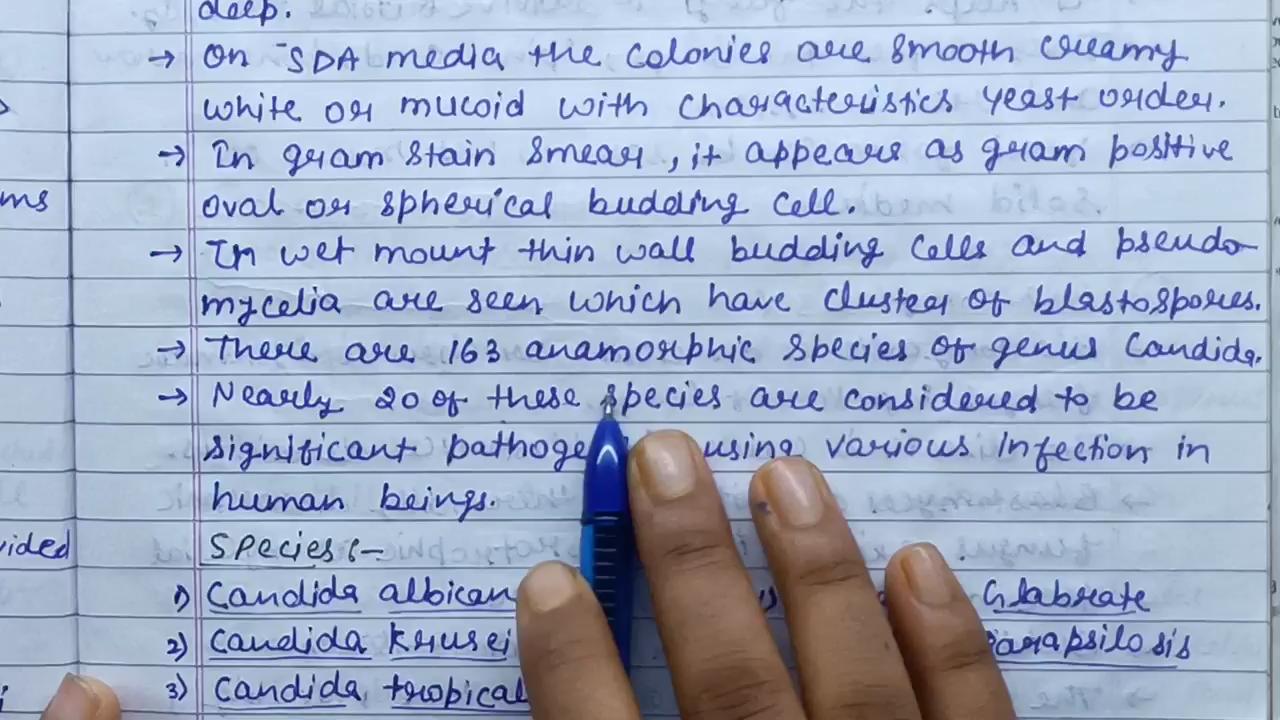 deep.
→ On SDA media the colonies are smooth creamy
white or mucoid with characteristics yeast order.
→ In gram stain smear, it appears as gram positive
oval or spherical budding cell.
ms
→ In wet mount thin wall budding cells and pseudo-
mycelia are seen which have cluster of blastospores.
→ There are 163 anamorphic species of genus Candida.
→ Nearly 20 of these species are considered to be
significant pathoge using various infection in
human beings.
vided
Species :-
1) Candida albican Glabrate
2) Candida krusei parapsilosis
3) Candida tropical